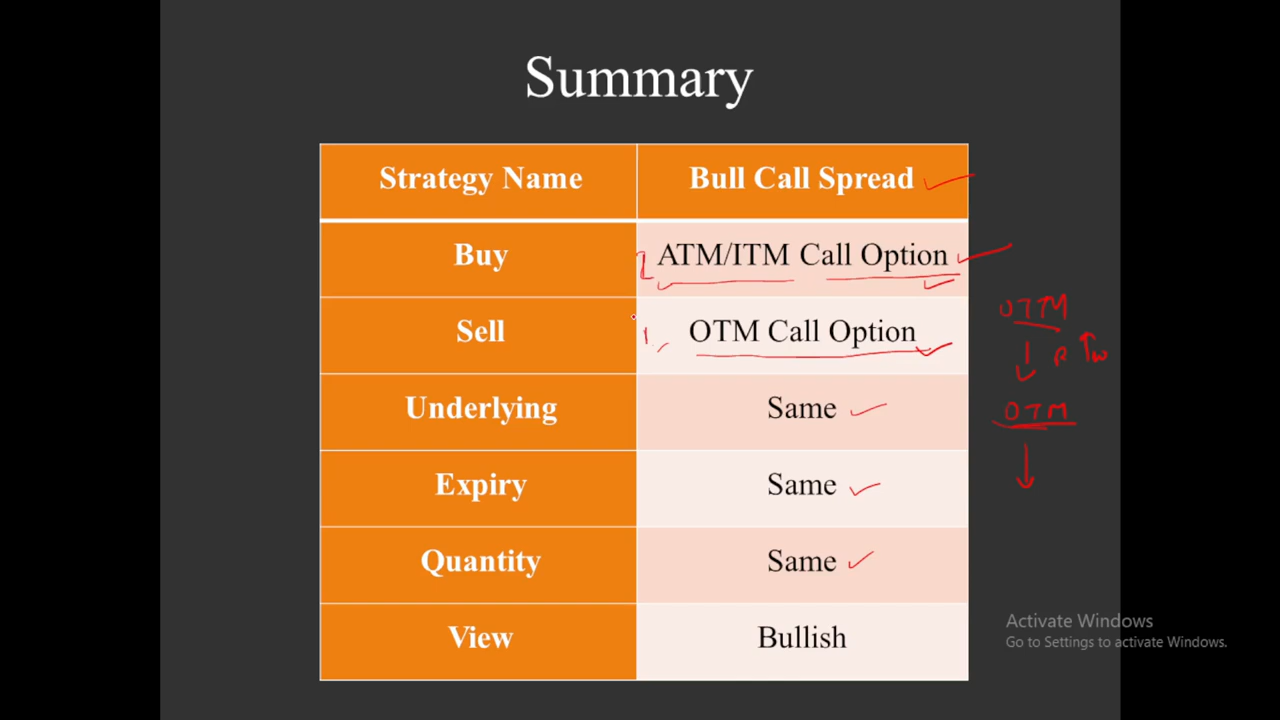 Summary
Strategy Name Bull Call Spread
Buy ATM/ITM Call Option
Sell OTM Call Option
Underlying Same
Expiry Same
Quantity Same
View Bullish
OTM
OTM
Activate Windows
Go to Settings to activate Windows.